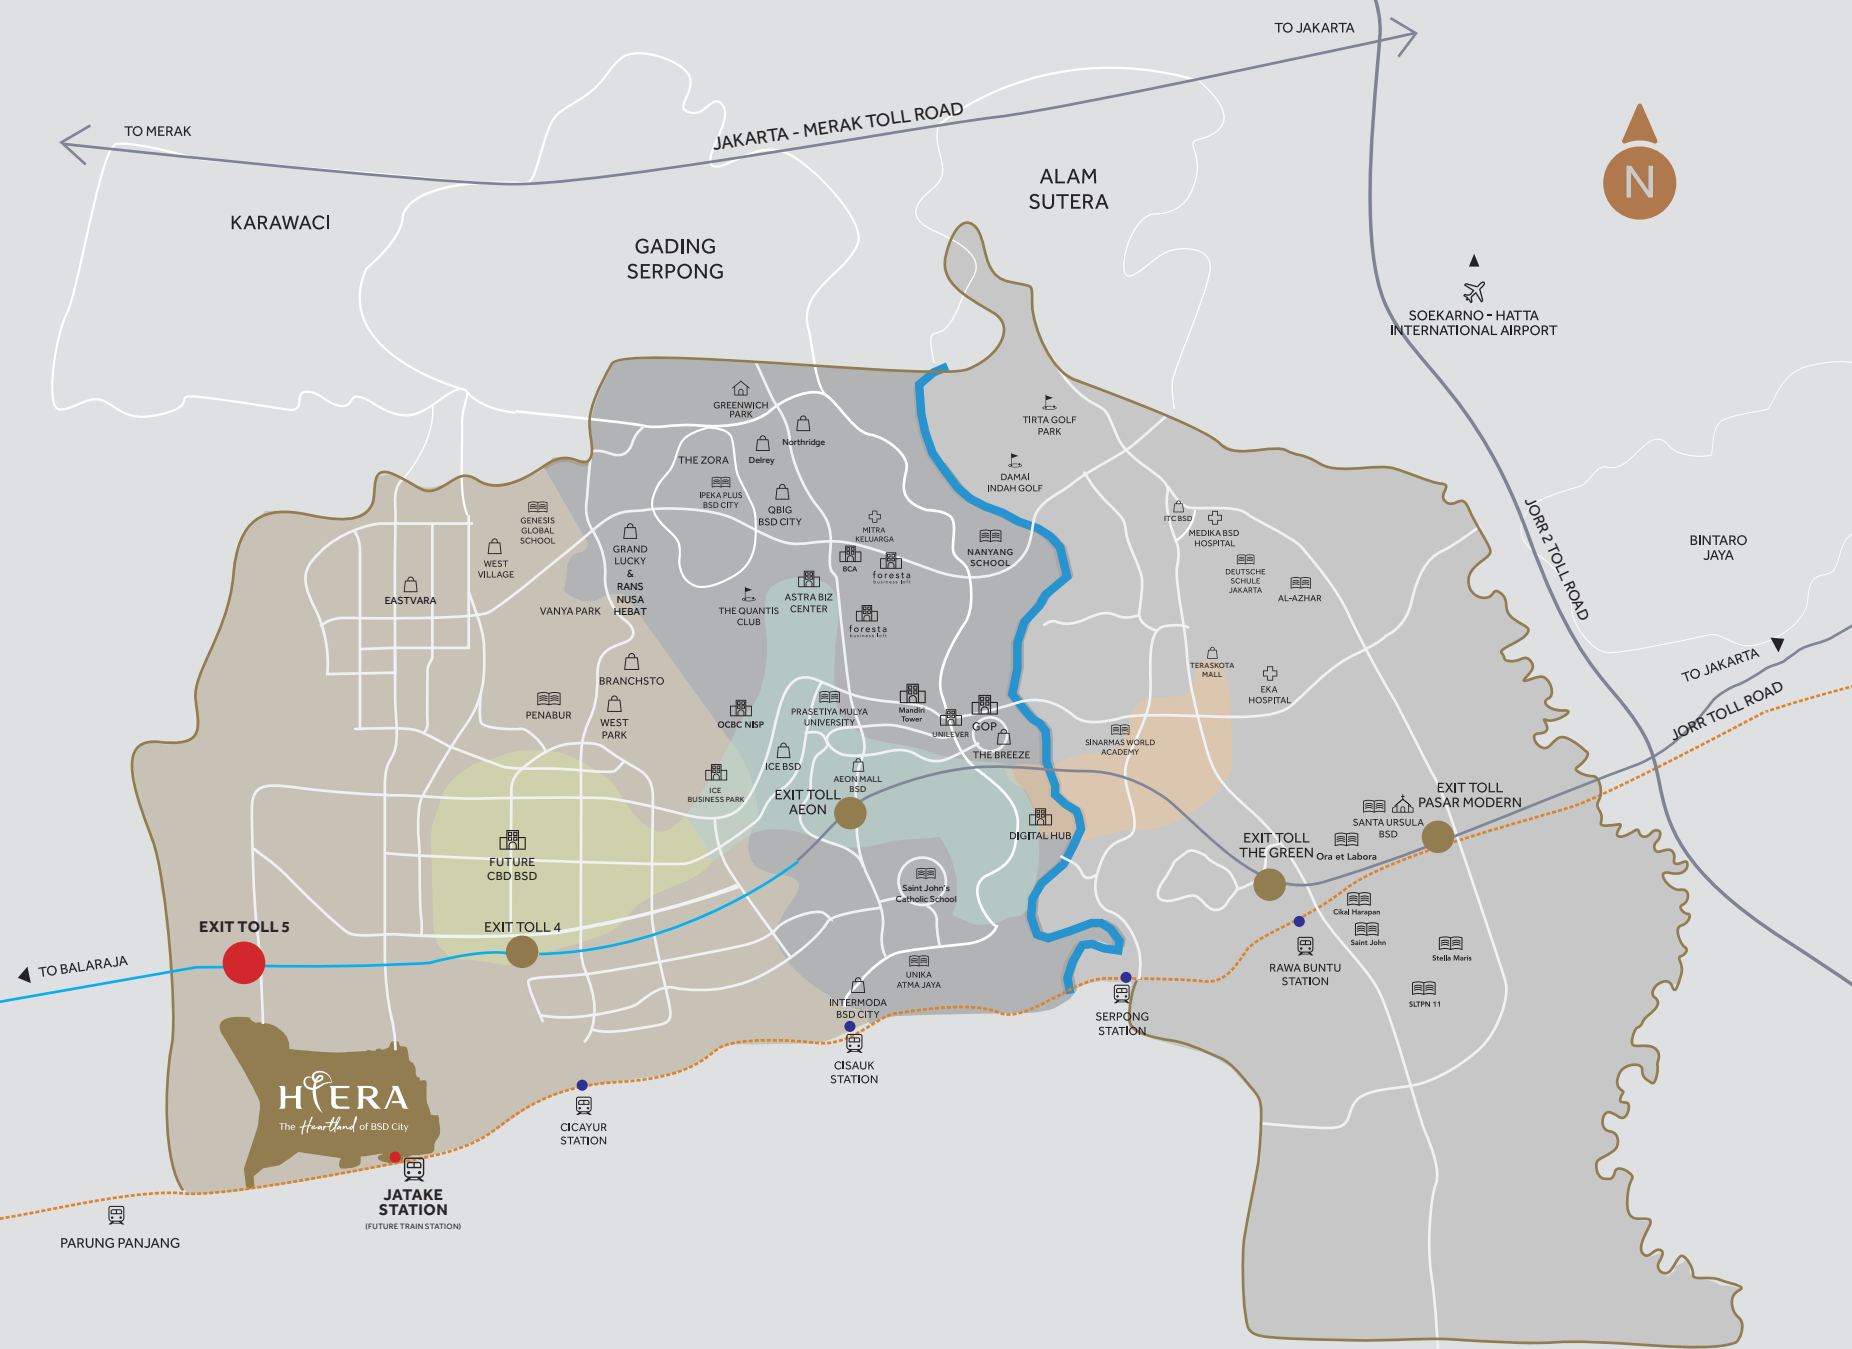 TO JAKARTA
JAKARTA - MERAK TOLL ROAD
TO MERAK
N
ALAM
SUTERA
KARAWACI
GADING
SERPONG
SOEKARNO - HATTA
INTERNATIONAL AIRPORT
GREENWICH
PARK
Northridge
TIRTA GOLF
PARK
THE ZORA
Delrey
DAMAI
INDAH GOLF
IPEKA PLUS
BSD CITY
QBIG
BSD CITY
GENESIS
GLOBAL
SCHOOL
MITRA
KELUARGA
ITC BSD
MEDIKA BSD
HOSPITAL
JORR 2 TOLL ROAD
BINTARO
JAYA
WEST
VILLAGE
GRAND
LUCKY
&
RANS
NUSA
HEBAT
BCA
foresta
business loft
NANYANG
SCHOOL
DEUTSCHE
SCHULE
JAKARTA
AL-AZHAR
EASTVARA
VANYA PARK
THE QUANTIS
CLUB
ASTRA BIZ
CENTER
foresta
business loft
TERASKOTA
MALL
EKA
HOSPITAL
TO JAKARTA
JORR TOLL ROAD
BRANCHSTO
PENABUR
WEST
PARK
OCBC NISP
PRASETIYA MULYA
UNIVERSITY
Mandiri
Tower
UNILEVER
GOP
THE BREEZE
SINARMAS WORLD
ACADEMY
ICE BSD
AEON MALL
BSD
ICE
BUSINESS PARK
EXIT TOLL
AEON
EXIT TOLL
PASAR MODERN
SANTA URSULA
BSD
DIGITAL HUB
EXIT TOLL
THE GREEN
Ora et Labora
FUTURE
CBD BSD
Saint John's
Catholic School
Cikal Harapan
EXIT TOLL 5
EXIT TOLL 4
Saint John
Stella Maris
TO BALARAJA
UNIKA
ATMA JAYA
RAWA BUNTU
STATION
INTERMODA
BSD CITY
SLTPN 11
SERPONG
STATION
CISAUK
STATION
HIERA
The Heartland of BSD City
CICAYUR
STATION
JATAKE
STATION
(FUTURE TRAIN STATION)
PARUNG PANJANG